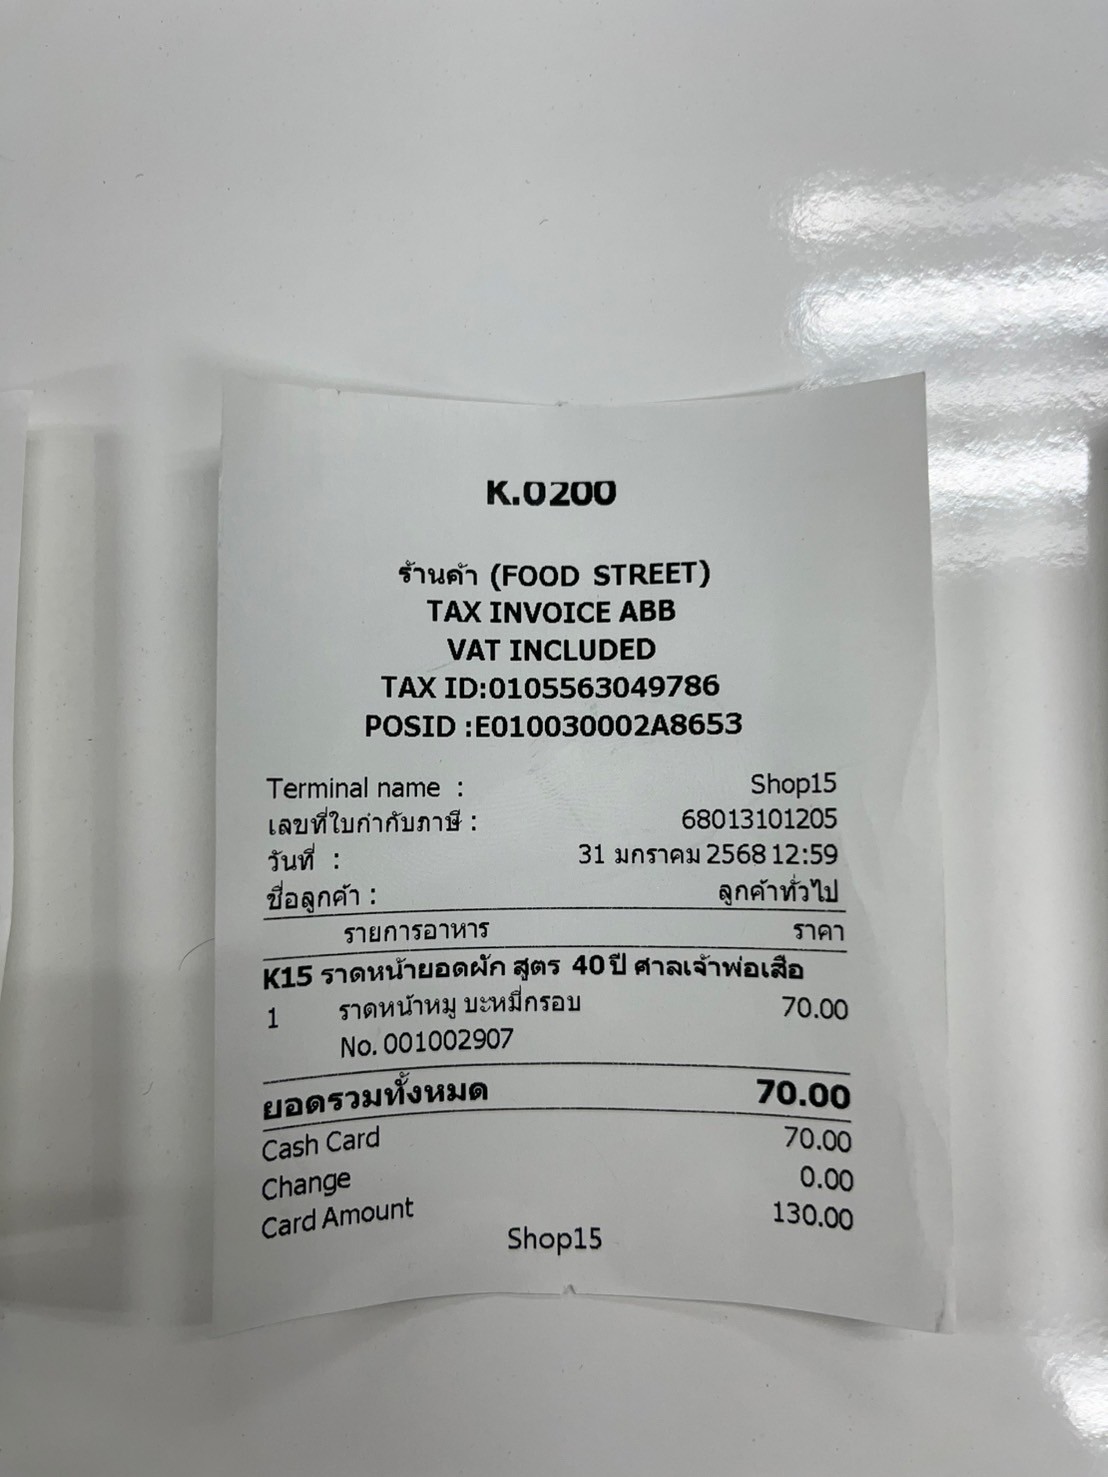 K.0200
ร้านค้า (FOOD STREET)
TAX INVOICE ABB
VAT INCLUDED
TAX ID:0105563049786
POSID :E010030002A8653
Terminal name : Shop15
เลขที่ใบกำกับภาษี : 68013101205
วันที่ : 31 มกราคม 2568 12:59
ชื่อลูกค้า : ลูกค้าทั่วไป
รายการอาหาร ราคา
K15 ราดหน้ายอดผัก สูตร 40 ปี ศาลเจ้าพ่อเสือ
1 ราดหน้าหมู บะหมี่กรอบ 70.00
No. 001002907
ยอดรวมทั้งหมด 70.00
Cash Card 70.00
Change 0.00
Card Amount 130.00
Shop15